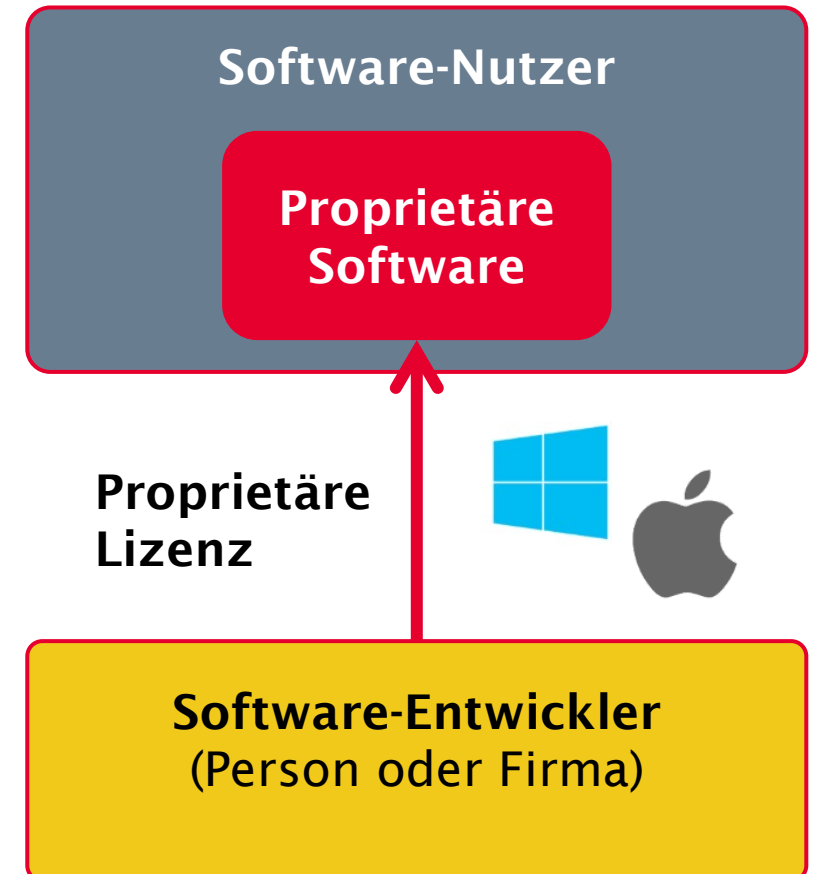 Software-Nutzer
Proprietäre
Software
Proprietäre
Lizenz
Software-Entwickler
(Person oder Firma)